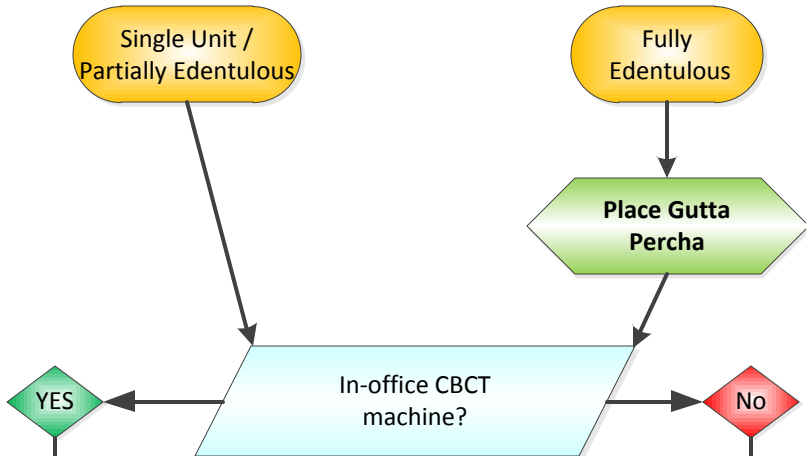 Single Unit /
Partially Edentulous
Fully
Edentulous
Place Gutta
Percha
YES
In-office CBCT
machine?
No